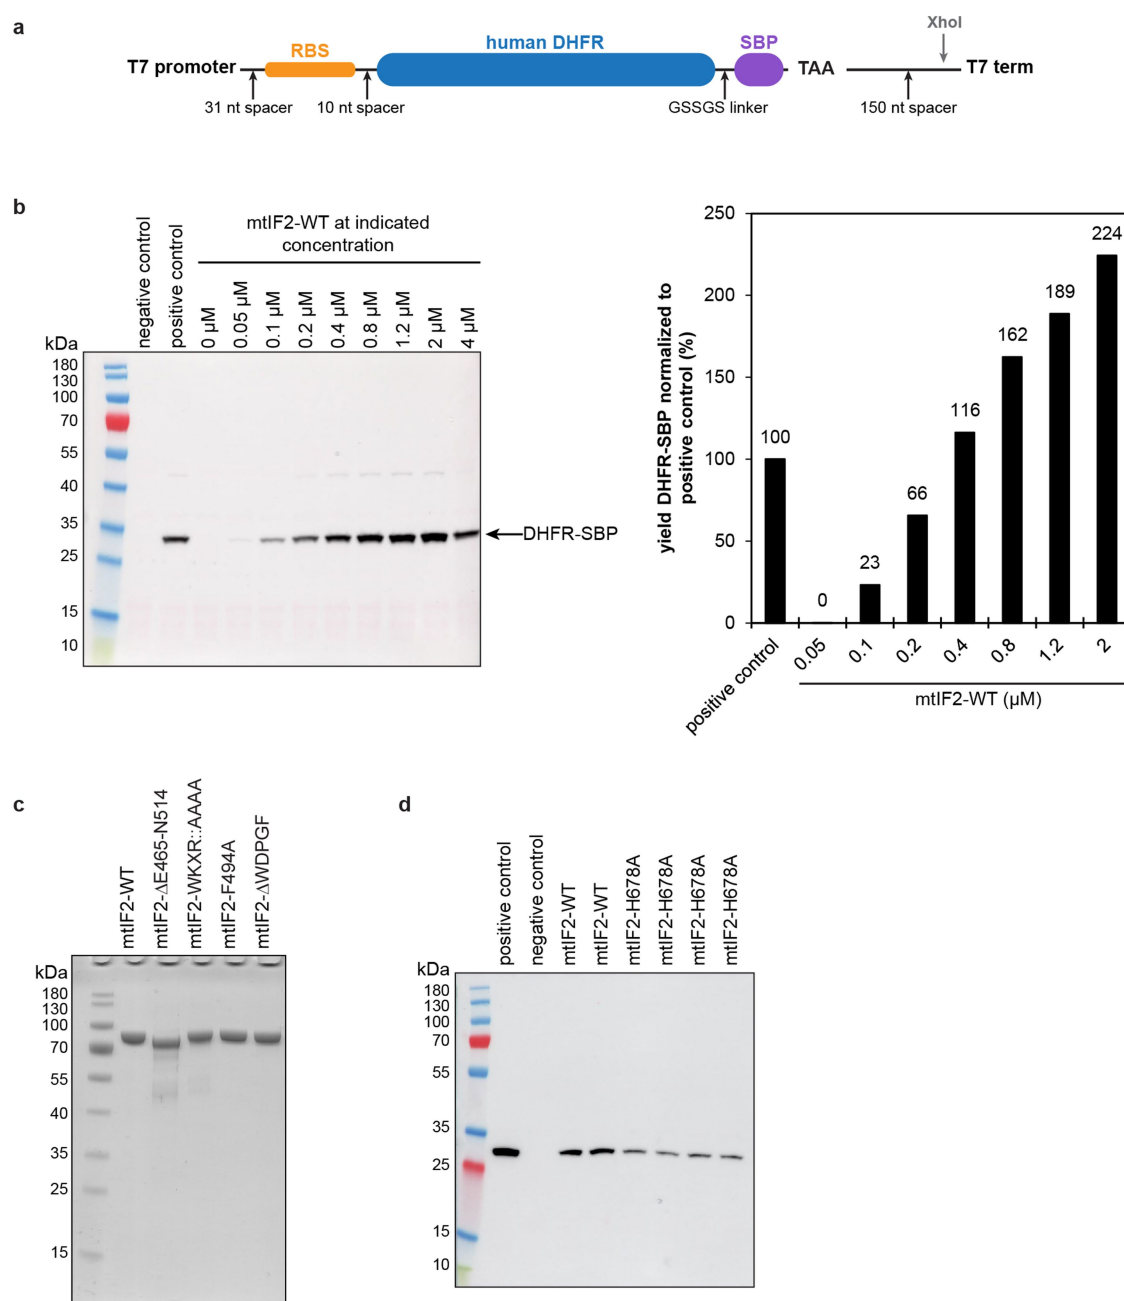 a
XhoI
RBS
human DHFR
SBP
T7 promoter
TAA
T7 term
31 nt spacer
10 nt spacer
GSSGS linker
150 nt spacer
b
negative control
positive control
mtIF2-WT at indicated
concentration
0 µM
0.05 µM
0.1 µM
0.2 µM
0.4 µM
0.8 µM
1.2 µM
2 µM
4 µM
kDa
180
130
100
70
55
40
35
25
15
10
DHFR-SBP
yield DHFR-SBP normalized to
positive control (%)
250
200
150
100
50
0
100
0
23
66
116
162
189
224
positive control
0.05
0.1
0.2
0.4
0.8
1.2
2
mtIF2-WT (µM)
c
mtIF2-WT
mtIF2-ΔE465-N514
mtIF2-WKXR::AAAA
mtIF2-F494A
mtIF2-ΔWDPGF
kDa
180
130
100
70
55
40
35
25
15
d
positive control
negative control
mtIF2-WT
mtIF2-WT
mtIF2-H678A
mtIF2-H678A
mtIF2-H678A
mtIF2-H678A
kDa
180
130
100
70
55
35
25
15
10